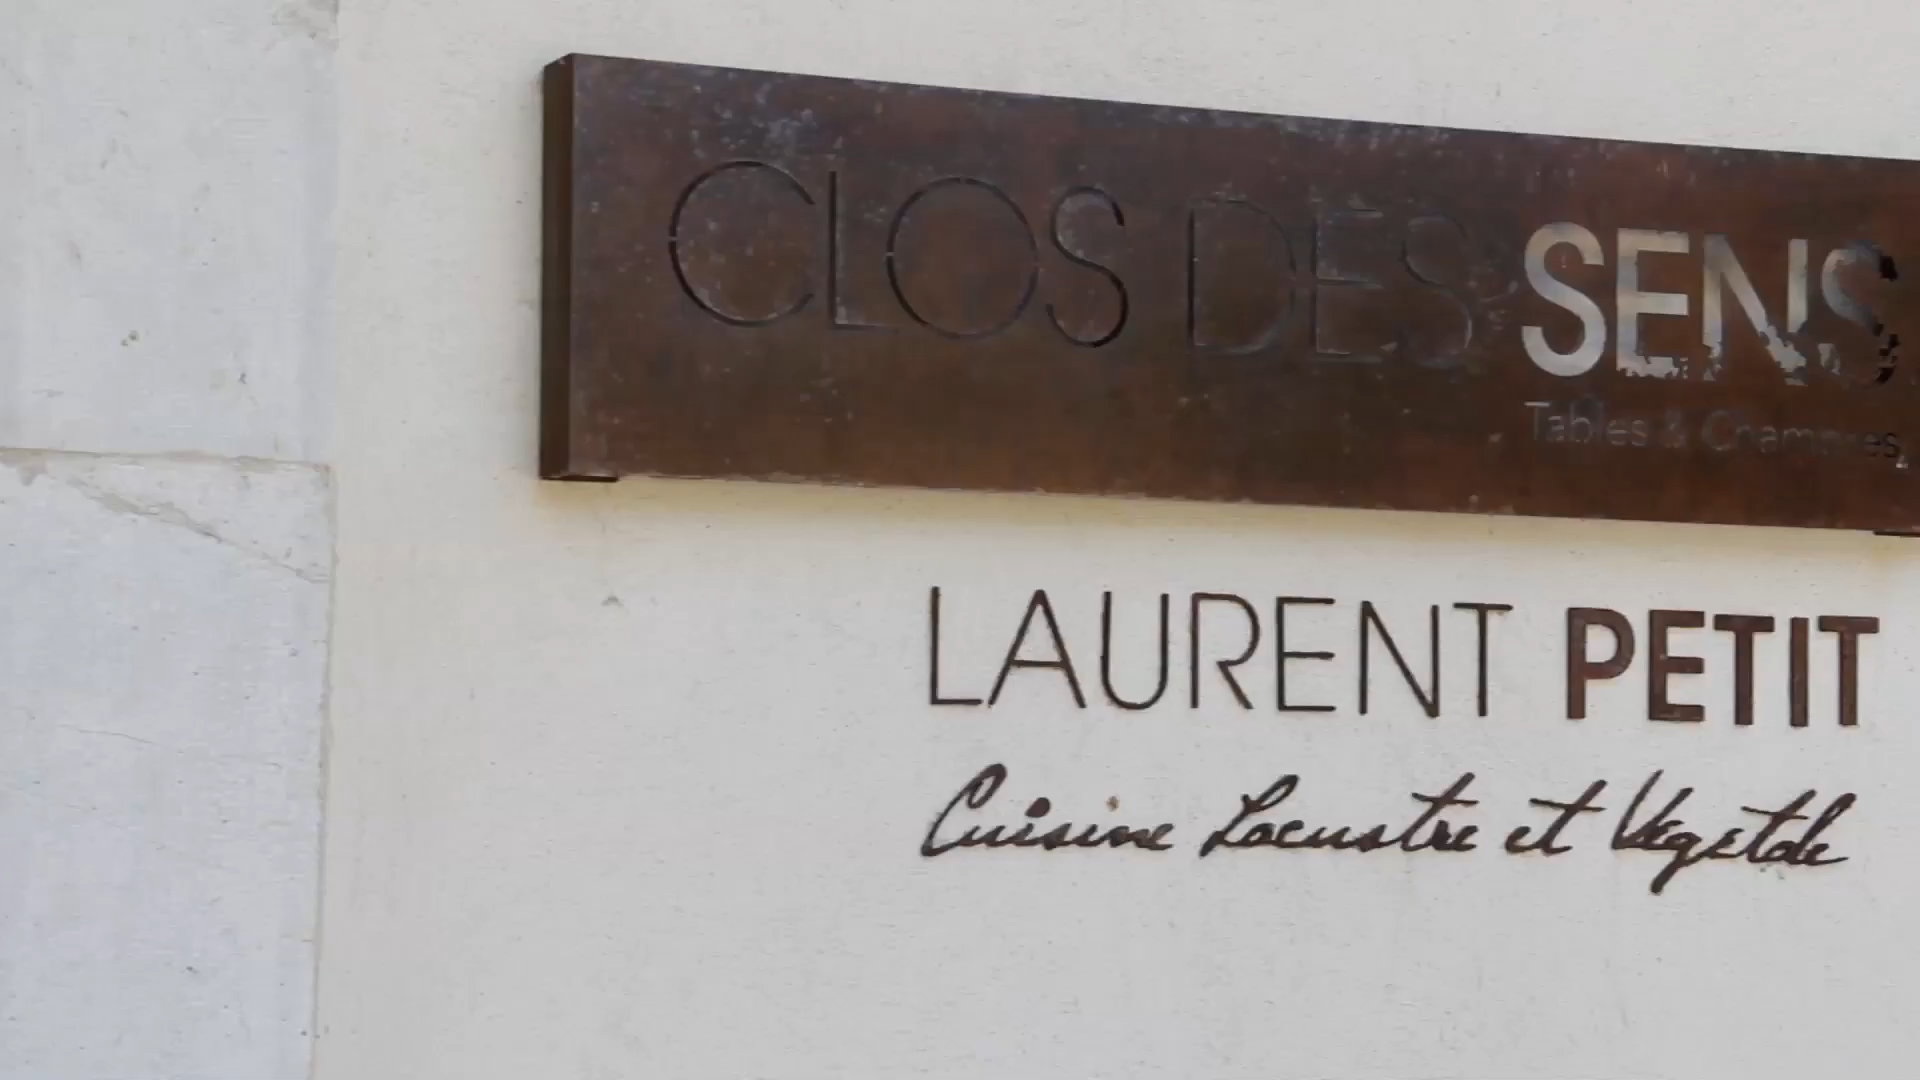 CLOS DES SENS
Tables & Chambres
LAURENT PETIT
Cuisine Lacustre et Végétale